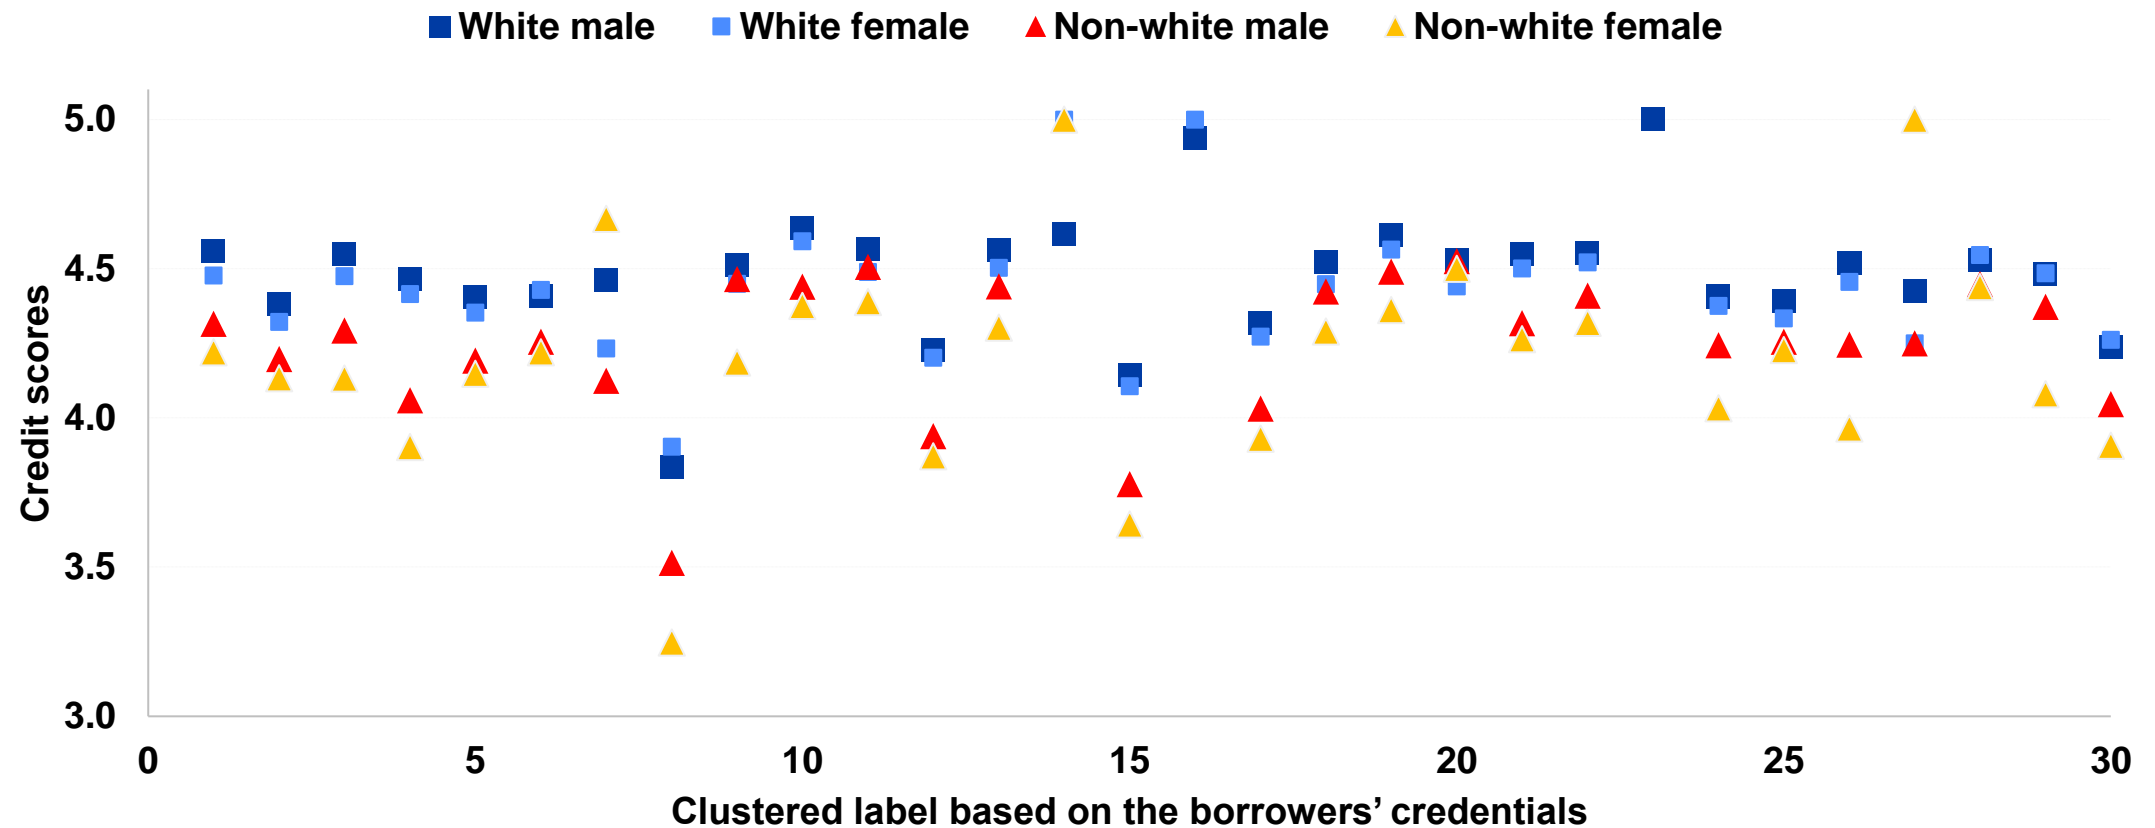 White male White female Non-white male Non-white female
5.0
4.5
4.0
3.5
3.0
Credit scores
0 5 10 15 20 25 30
Clustered label based on the borrowers’ credentials